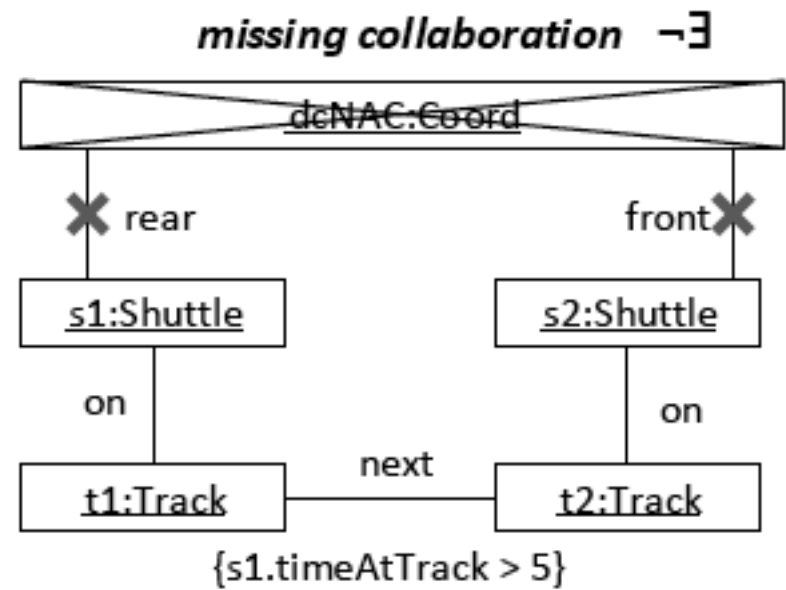 missing collaboration ¬∃
dcNAC:Coord
rear front
s1:Shuttle s2:Shuttle
on on
next
t1:Track t2:Track
{s1.timeAtTrack > 5}